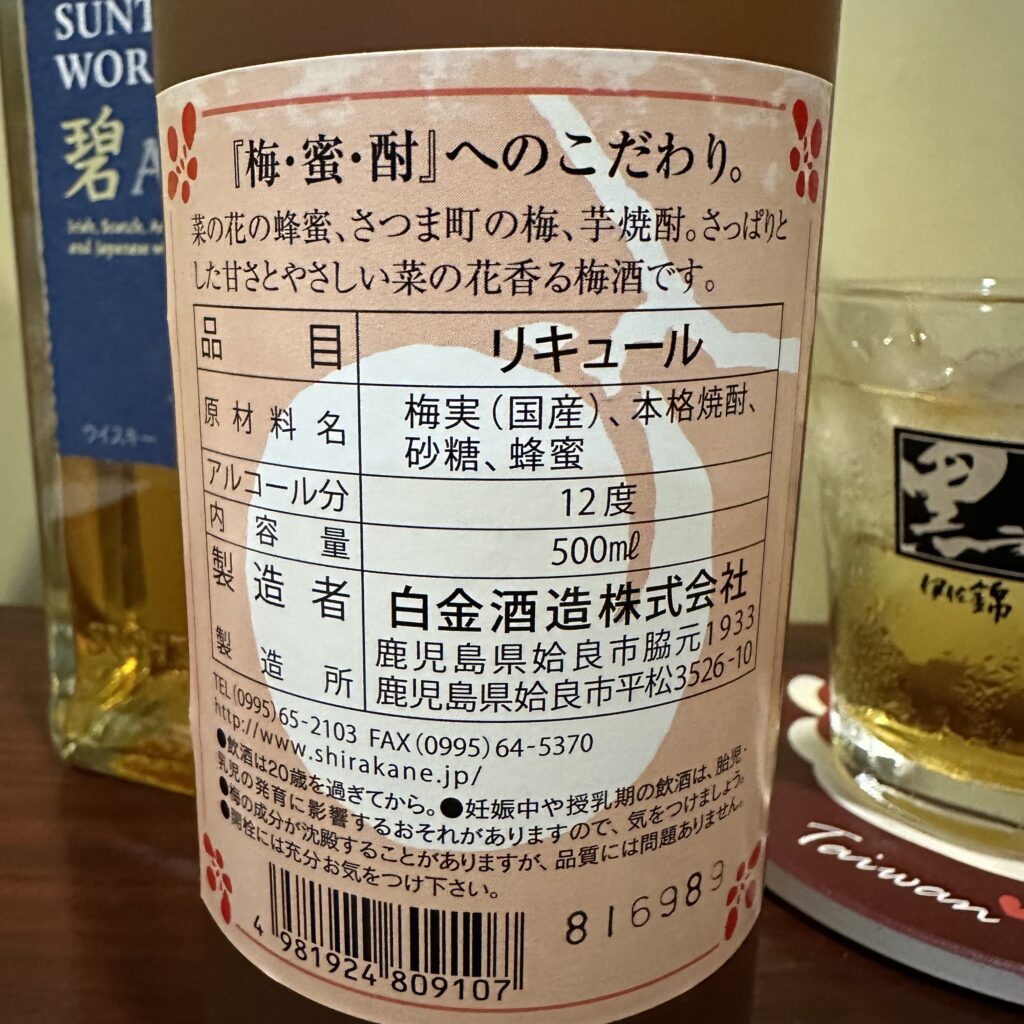 『梅・蜜・酎』へのこだわり。
菜の花の蜂蜜、さつま町の梅、芋焼酎。さっぱりと
した甘さとやさしい菜の花香る梅酒です。
品目 リキュール
原材料名 梅実（国産）、本格焼酎、
砂糖、蜂蜜
アルコール分 12度
内容量 500㎖
製造者 白金酒造株式会社
鹿児島県姶良市脇元1933
製造所 鹿児島県姶良市平松3526-10
TEL（0995）65-2103 FAX（0995）64-5370
http://www.shirakane.jp/
●飲酒は20歳を過ぎてから。●妊娠中や授乳期の飲酒は、胎児・
乳児の発育に影響するおそれがありますので、気をつけましょう。
●梅の成分が沈殿することがありますが、品質には問題ありません。
●開栓には充分お気をつけ下さい。
4 981924 809107
816989
SUNT
WOR
碧 A
Irish, Scotch, A
and Japanese w
ウイスキー
黒
伊佐錦
Taiwan